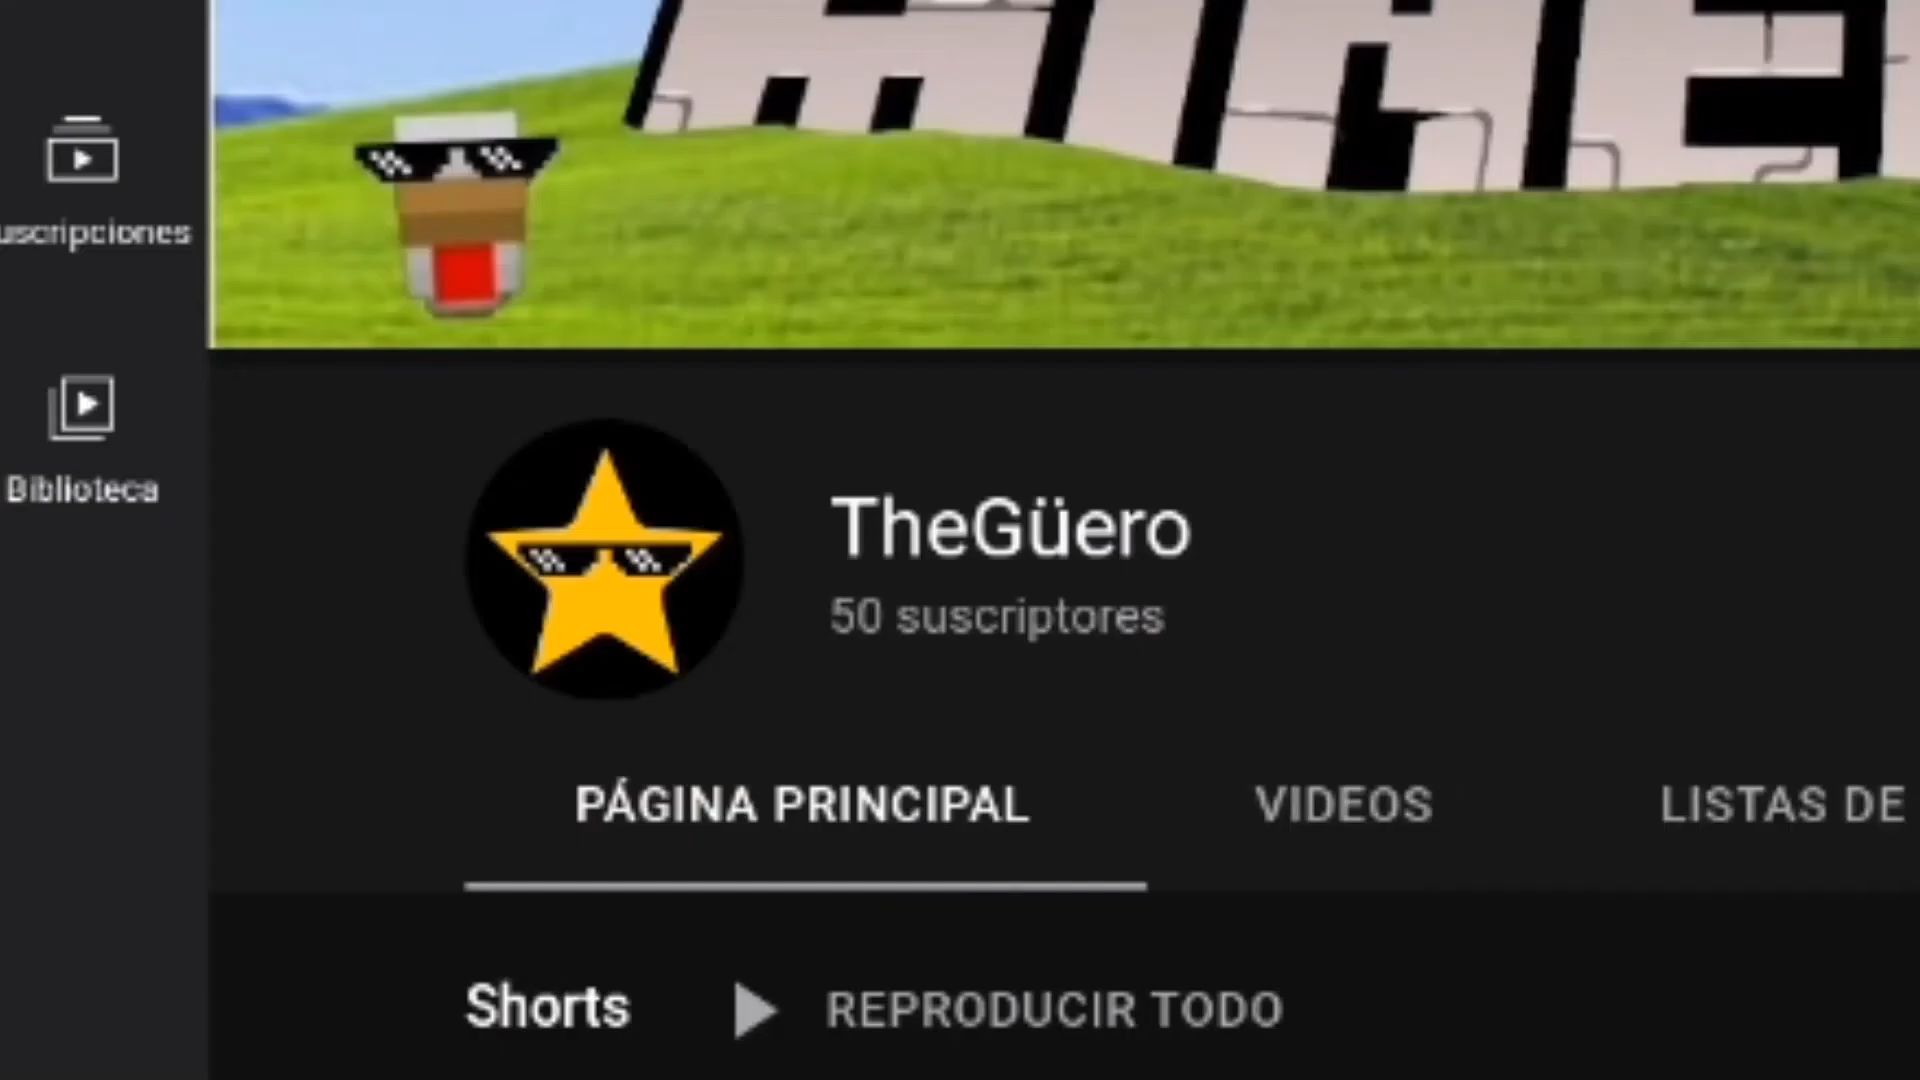 uscripciones
Biblioteca
TheGüero
50 suscriptores
PÁGINA PRINCIPAL
VIDEOS
LISTAS DE
Shorts
REPRODUCIR TODO